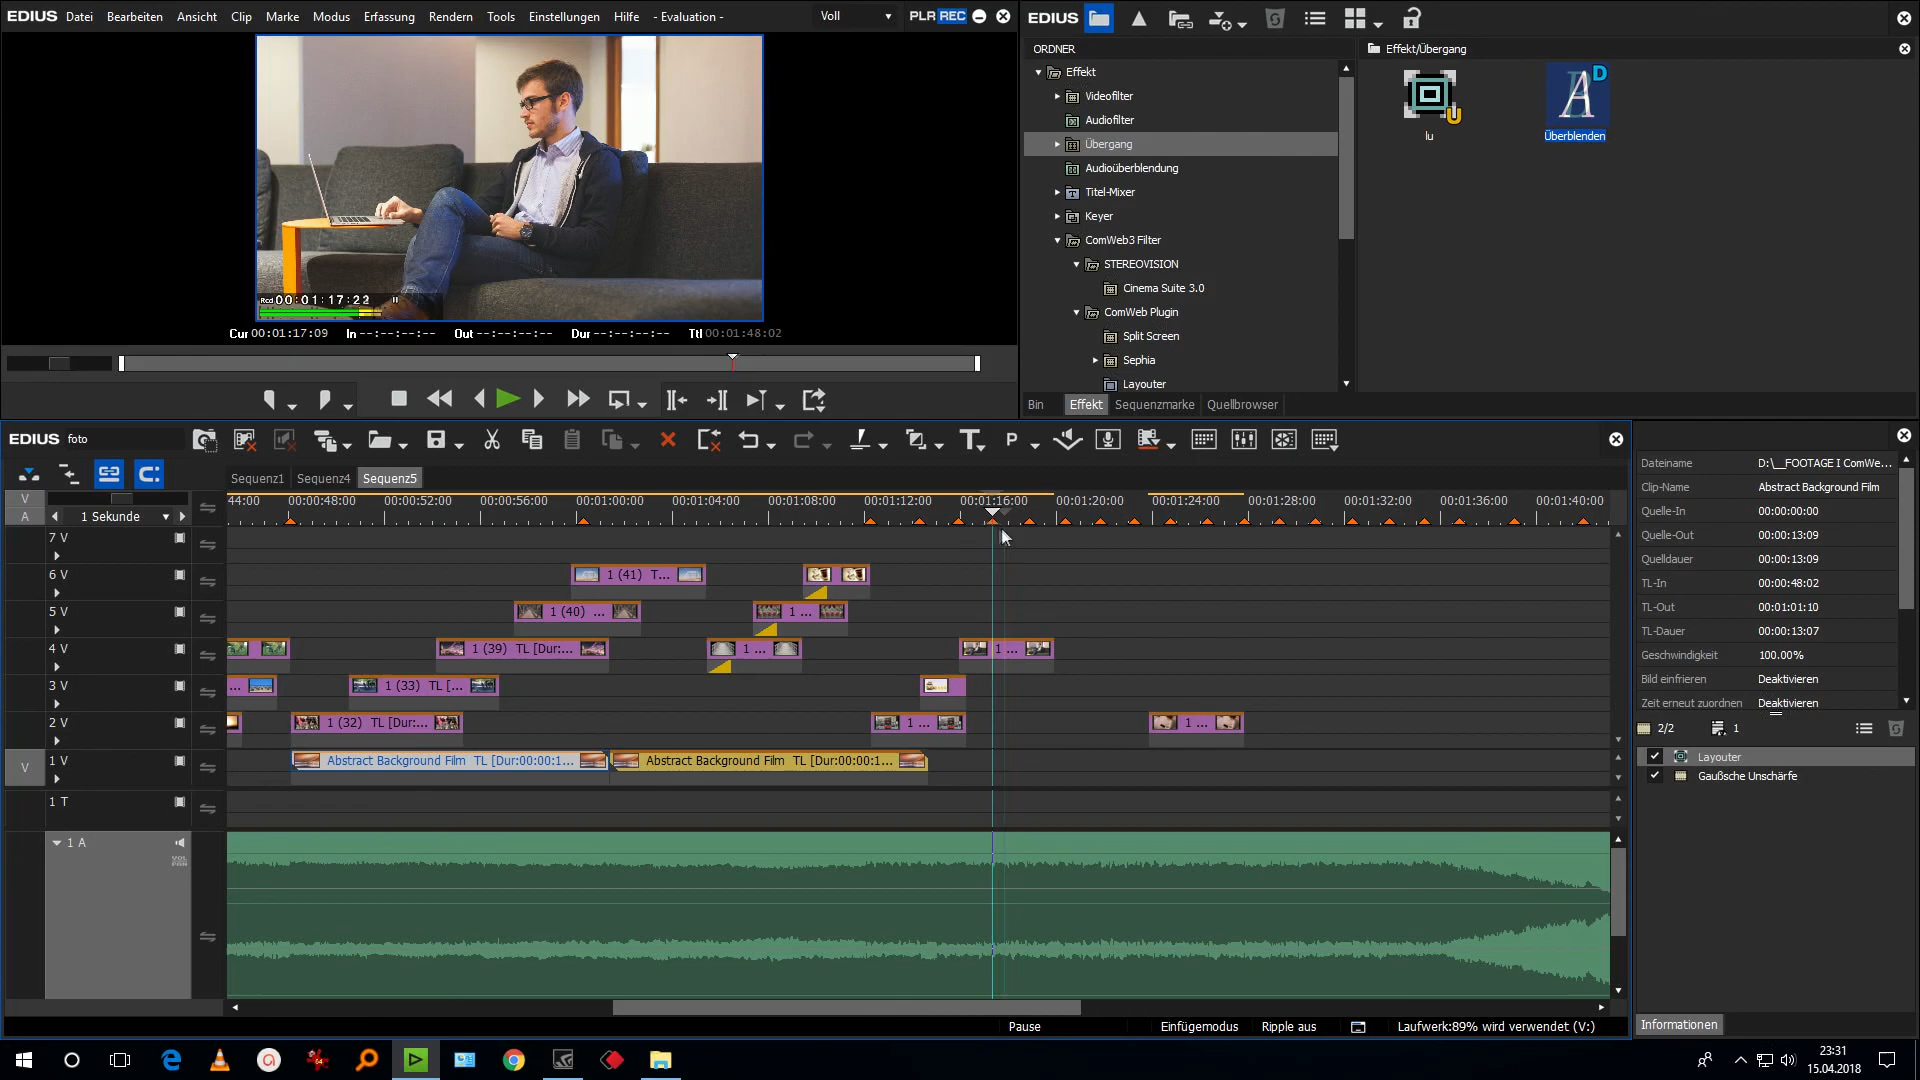 EDIUS Datei Bearbeiten Ansicht Clip Marke Modus Erfassung Rendern Tools Einstellungen Hilfe - Evaluation - Voll PLR REC
Rcd 00:01:17:22
Cur 00:01:17:09 In --:--:--:-- Out --:--:--:-- Dur --:--:--:-- Ttl 00:01:48:02
EDIUS
ORDNER
Effekt
Videofilter
Audiofilter
Übergang
Audioüberblendung
Titel-Mixer
Keyer
ComWeb3 Filter
STEREOVISION
Cinema Suite 3.0
ComWeb Plugin
Split Screen
Sephia
Layouter
Bin Effekt Sequenzmarke Quellbrowser
Effekt/Übergang
U D
lu Überblenden
EDIUS foto
Sequenz1 Sequenz4 Sequenz5
V 44:00 00:00:48:00 00:00:52:00 00:00:56:00 00:01:00:00 00:01:04:00 00:01:08:00 00:01:12:00 00:01:16:00 00:01:20:00 00:01:24:00 00:01:28:00 00:01:32:00 00:01:36:00 00:01:40:00
A 1 Sekunde
7 V
6 V 1 (41) T...
5 V 1 (40) ... 1 ...
4 V 1 (39) TL [Dur:... 1 ... 1 ...
3 V ... 1 (33) TL [...
2 V 1 (32) TL [Dur:... 1 ... 1 ...
V 1 V Abstract Background Film TL [Dur:00:00:1... Abstract Background Film TL [Dur:00:00:1...
1 T
1 A
VOL
PAN
Pause Einfügemodus Ripple aus Laufwerk:89% wird verwendet (V:)
Dateiname D:\__FOOTAGE I ComWe...
Clip-Name Abstract Background Film
Quelle-In 00:00:00:00
Quelle-Out 00:00:13:09
Quelldauer 00:00:13:09
TL-In 00:00:48:02
TL-Out 00:01:01:10
TL-Dauer 00:00:13:07
Geschwindigkeit 100.00%
Bild einfrieren Deaktivieren
Zeit erneut zuordnen Deaktivieren
2/2 1
Layouter
Gaußsche Unschärfe
Informationen
23:31
15.04.2018